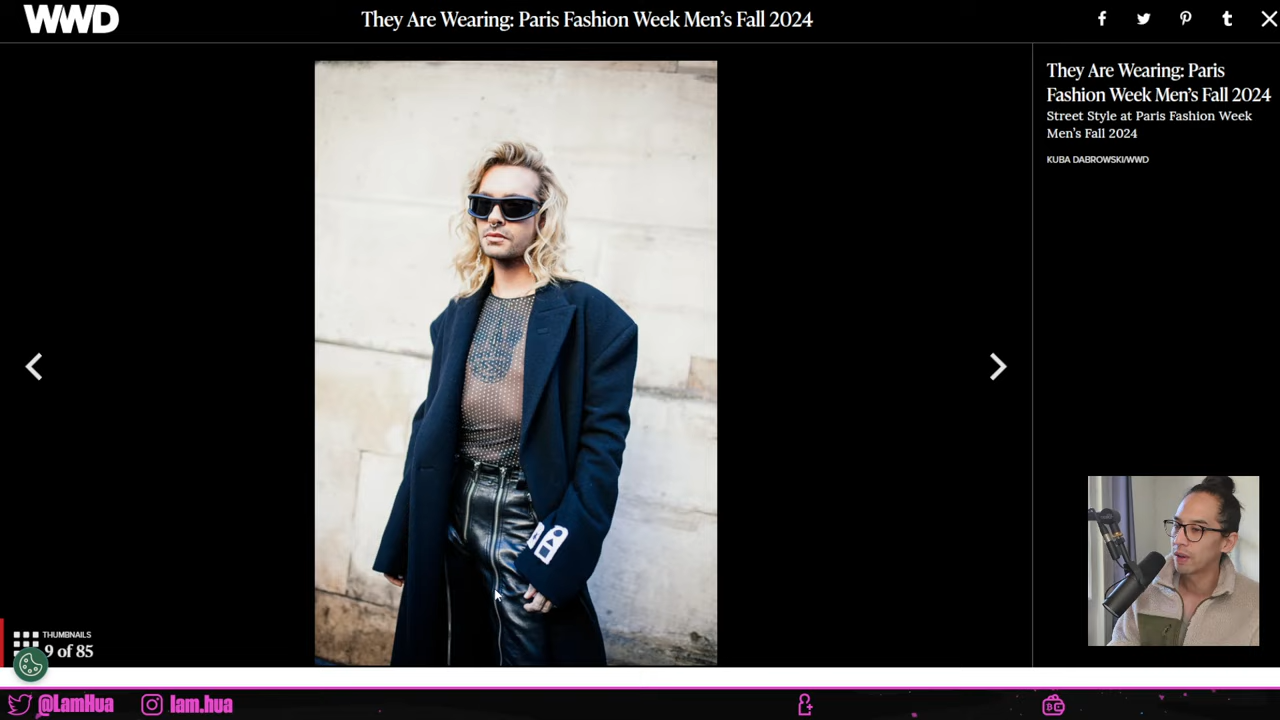 WWD
They Are Wearing: Paris Fashion Week Men’s Fall 2024
They Are Wearing: Paris
Fashion Week Men’s Fall 2024
Street Style at Paris Fashion Week
Men’s Fall 2024
KUBA DABROWSKI/WWD
THUMBNAILS
9 of 85
@LamHua
lam.hua